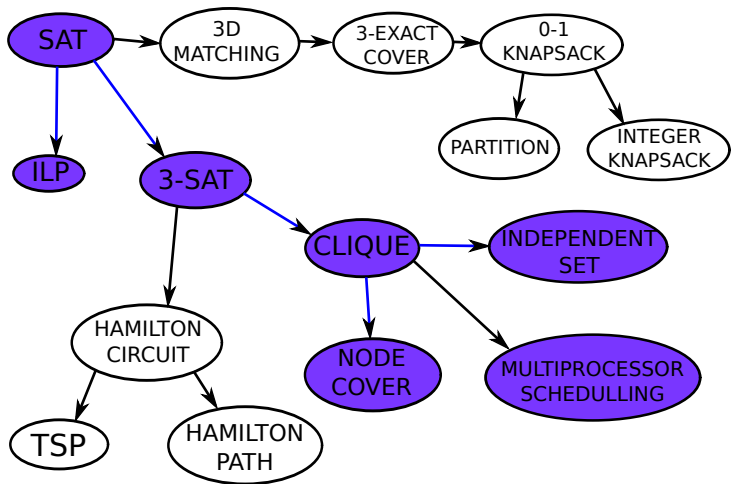 SAT
3D
MATCHING
3-EXACT
COVER
0-1
KNAPSACK
PARTITION
INTEGER
KNAPSACK
ILP
3-SAT
CLIQUE
INDEPENDENT
SET
HAMILTON
CIRCUIT
NODE
COVER
MULTIPROCESSOR
SCHEDULLING
TSP
HAMILTON
PATH